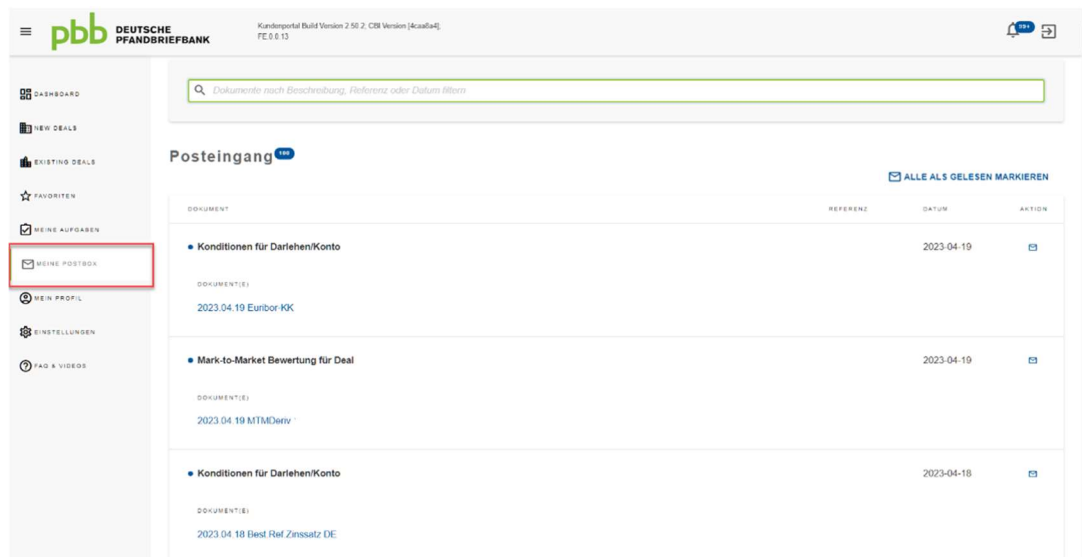 pbb DEUTSCHE
PFANDBRIEFBANK
Kundenportal Build Version 2.50.2, CBI Version [4caa8a4],
FE.0.0.13
99+
DASHBOARD
NEW DEALS
EXISTING DEALS
FAVORITEN
MEINE AUFGABEN
MEINE POSTBOX
MEIN PROFIL
EINSTELLUNGEN
FAQ & VIDEOS
Dokumente nach Beschreibung, Referenz oder Datum filtern
Posteingang 100
ALLE ALS GELESEN MARKIEREN
DOKUMENT REFERENZ DATUM AKTION
Konditionen für Darlehen/Konto 2023-04-19
DOKUMENT(E)
2023.04.19 Euribor-KK
Mark-to-Market Bewertung für Deal 2023-04-19
DOKUMENT(E)
2023.04.19 MTMDeriv
Konditionen für Darlehen/Konto 2023-04-18
DOKUMENT(E)
2023.04.18 Best Ref Zinssatz DE